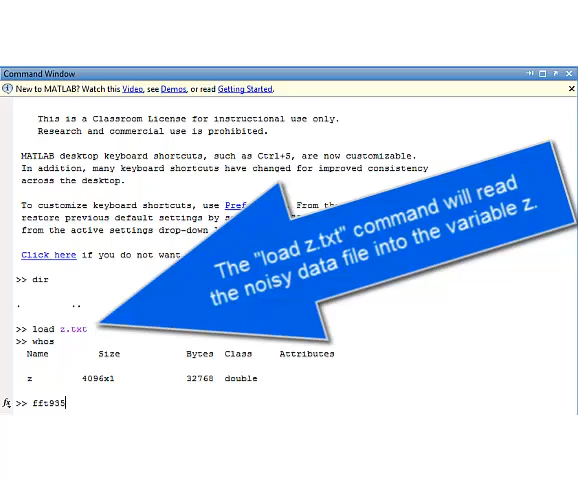 Command Window
New to MATLAB? Watch this Video, see Demos, or read Getting Started.
This is a Classroom License for instructional use only.
Research and commercial use is prohibited.
MATLAB desktop keyboard shortcuts, such as Ctrl+S, are now customizable.
In addition, many keyboard shortcuts have changed for improved consistency
across the desktop.
To customize keyboard shortcuts, use From
restore previous default settings by
from the active settings drop-down
Click here if you do not want
The "load z.txt" command will read
the noisy data file into the variable z.
>> dir
. ..
>> load z.txt
>> whos
Name Size Bytes Class Attributes
z 4096x1 32768 double
fx >> fft935